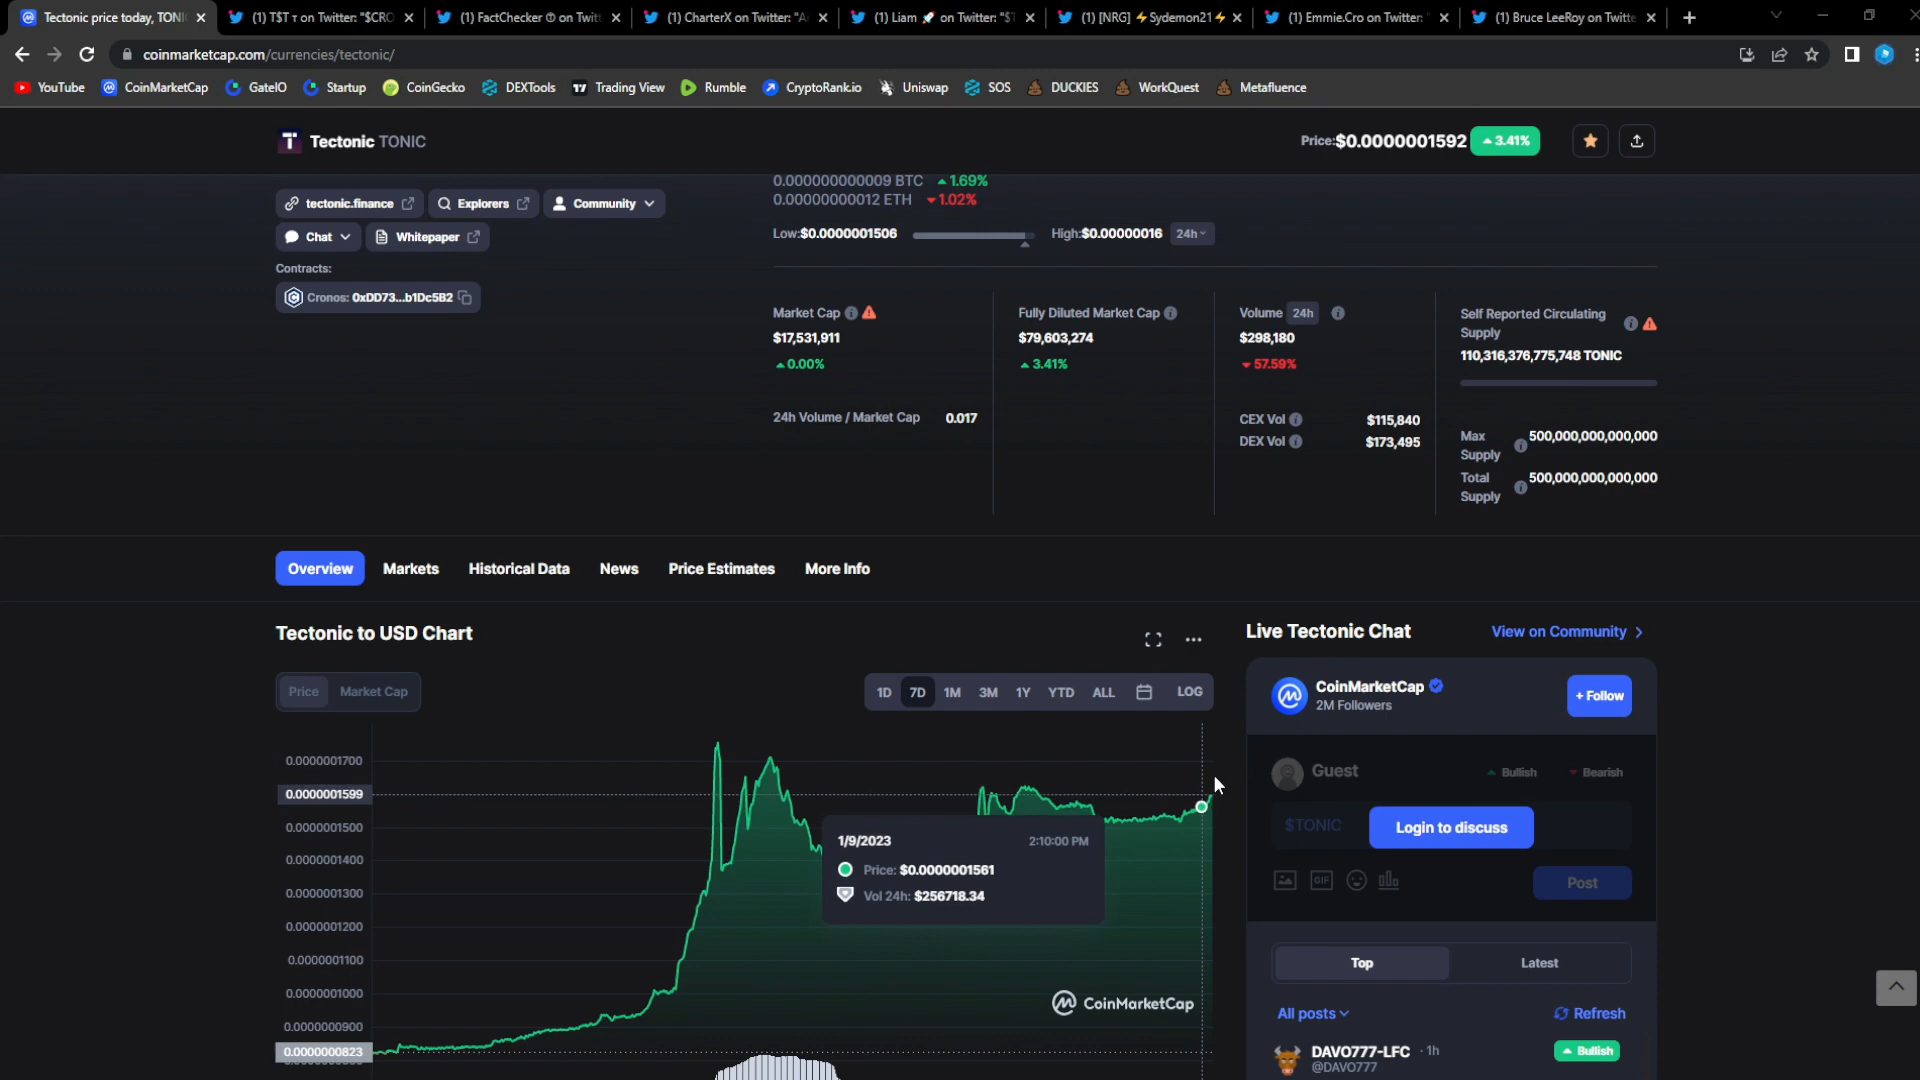 Tectonic price today, TONI
(1) T$T τ on Twitter: "$CRO
(1) FactChecker on Twitt
(1) CharterX on Twitter: "A
(1) Liam 🚀 on Twitter: "$T
(1) [NRG] ⚡Sydemon21⚡
(1) Emmie.Cro on Twitter: "
(1) Bruce LeeRoy on Twitte
coinmarketcap.com/currencies/tectonic/
YouTube
CoinMarketCap
GateIO
Startup
CoinGecko
DEXTools
Trading View
Rumble
CryptoRank.io
Uniswap
SOS
DUCKIES
WorkQuest
Metafluence
Tectonic TONIC
Price:$0.0000001592
3.41%
0.000000000009 BTC 1.69%
0.00000000012 ETH 1.02%
tectonic.finance
Explorers
Community
Low:$0.0000001506
High:$0.00000016
24h
Chat
Whitepaper
Contracts:
Cronos: 0xDD73...b1Dc5B2
Market Cap
$17,531,911
0.00%
24h Volume / Market Cap 0.017
Fully Diluted Market Cap
$79,603,274
3.41%
Volume 24h
$298,180
57.59%
CEX Vol $115,840
DEX Vol $173,495
Self Reported Circulating
Supply
110,316,376,775,748 TONIC
Max
Supply
500,000,000,000,000
Total
Supply
500,000,000,000,000
Overview
Markets
Historical Data
News
Price Estimates
More Info
Tectonic to USD Chart
Price
Market Cap
1D
7D
1M
3M
1Y
YTD
ALL
LOG
0.0000001700
0.0000001599
0.0000001500
0.0000001400
0.0000001300
0.0000001200
0.0000001100
0.0000001000
0.0000000900
0.0000000823
1/9/2023 2:10:00 PM
Price: $0.0000001561
Vol 24h: $256718.34
CoinMarketCap
Live Tectonic Chat
View on Community
CoinMarketCap
2M Followers
+ Follow
Guest
Bullish
Bearish
$TONIC
Login to discuss
GIF
Post
Top
Latest
All posts
Refresh
DAVO777-LFC · 1h
@DAVO777
Bullish